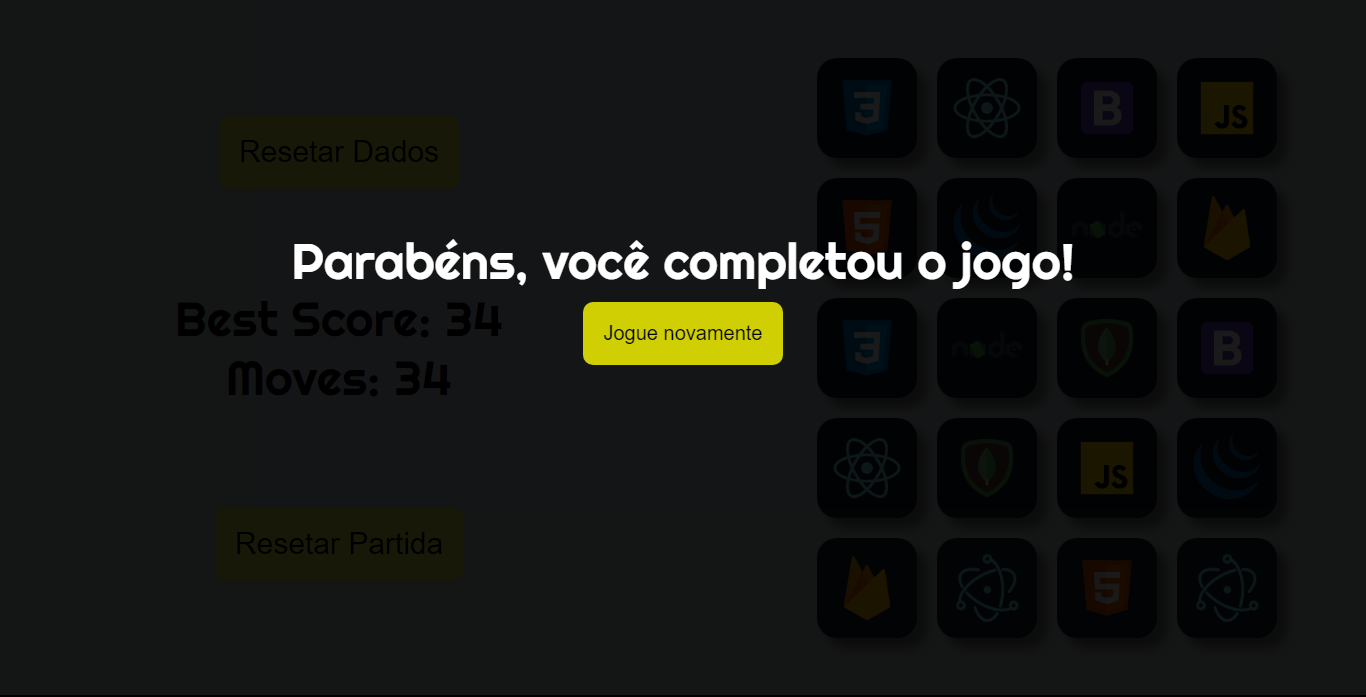 Resetar Dados
Parabéns, você completou o jogo!
Best Score: 34
Jogue novamente
Moves: 34
Resetar Partida
3
B
JS
5
node
3
node
B
JS
5